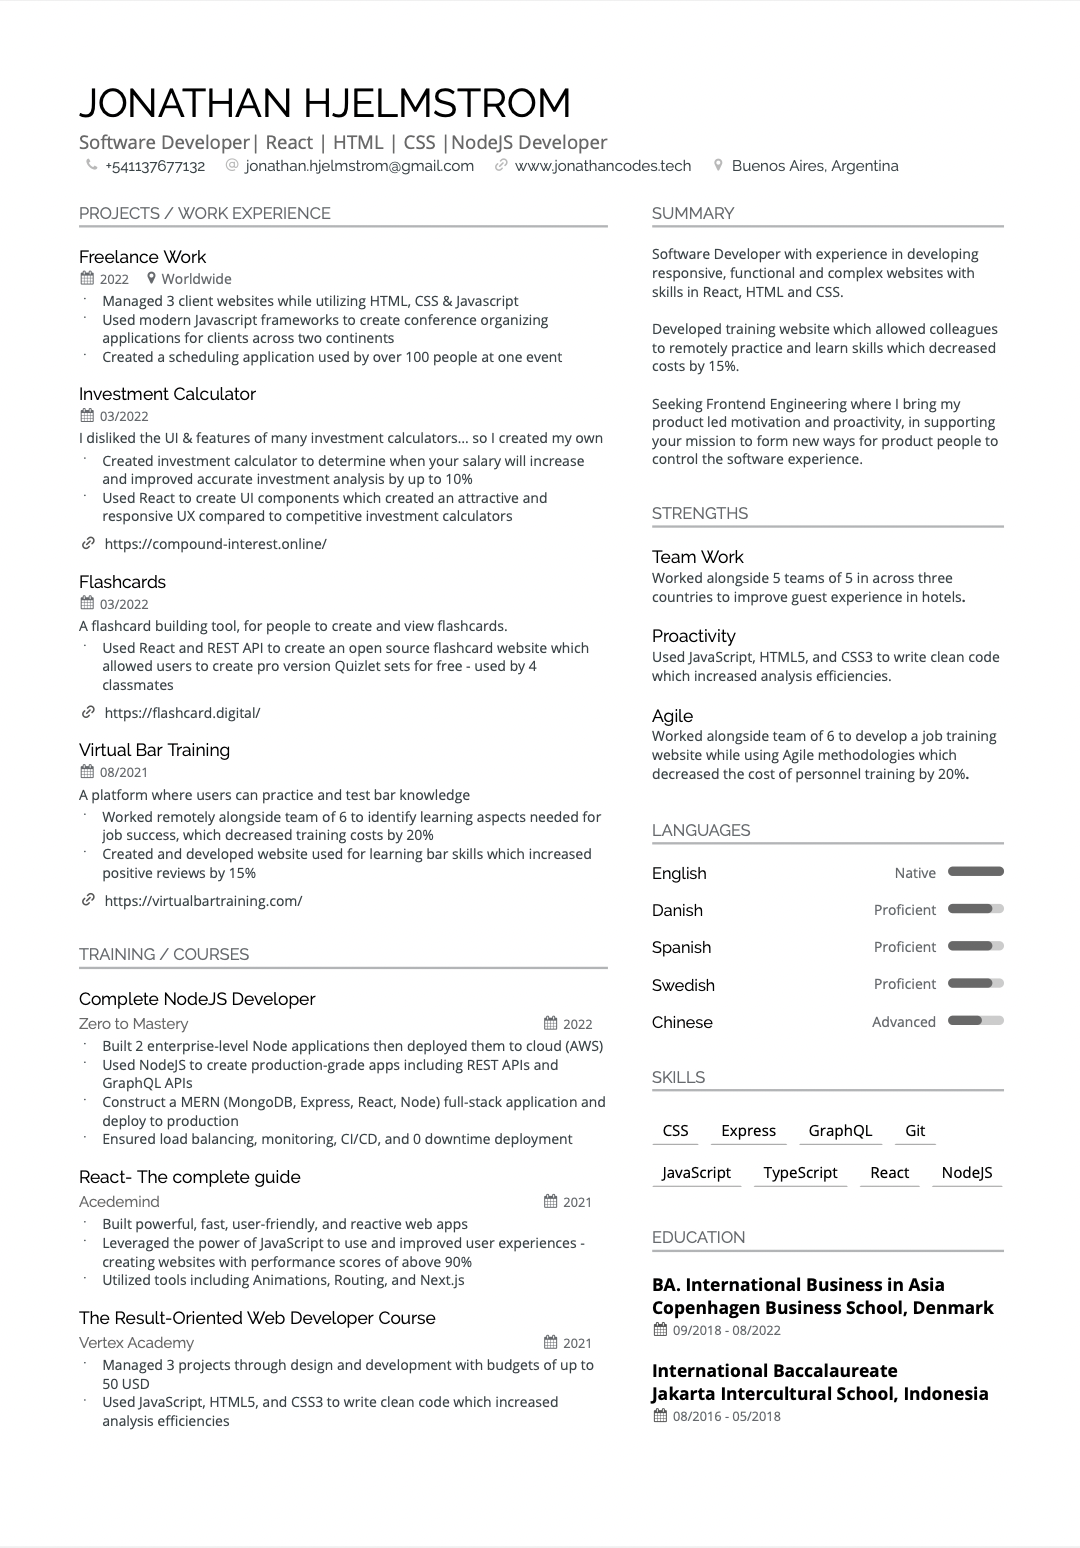 JONATHAN HJELMSTROM
Software Developer| React | HTML | CSS |NodeJS Developer
+541137677132 @ jonathan.hjelmstrom@gmail.com www.jonathancodes.tech Buenos Aires, Argentina
PROJECTS / WORK EXPERIENCE
Freelance Work
2022 Worldwide
· Managed 3 client websites while utilizing HTML, CSS & Javascript
· Used modern Javascript frameworks to create conference organizing
applications for clients across two continents
· Created a scheduling application used by over 100 people at one event
Investment Calculator
03/2022
I disliked the UI & features of many investment calculators... so I created my own
· Created investment calculator to determine when your salary will increase
and improved accurate investment analysis by up to 10%
· Used React to create UI components which created an attractive and
responsive UX compared to competitive investment calculators
https://compound-interest.online/
Flashcards
03/2022
A flashcard building tool, for people to create and view flashcards.
· Used React and REST API to create an open source flashcard website which
allowed users to create pro version Quizlet sets for free - used by 4
classmates
https://flashcard.digital/
Virtual Bar Training
08/2021
A platform where users can practice and test bar knowledge
· Worked remotely alongside team of 6 to identify learning aspects needed for
job success, which decreased training costs by 20%
· Created and developed website used for learning bar skills which increased
positive reviews by 15%
https://virtualbartraining.com/
TRAINING / COURSES
Complete NodeJS Developer
Zero to Mastery 2022
· Built 2 enterprise-level Node applications then deployed them to cloud (AWS)
· Used NodeJS to create production-grade apps including REST APIs and
GraphQL APIs
· Construct a MERN (MongoDB, Express, React, Node) full-stack application and
deploy to production
· Ensured load balancing, monitoring, CI/CD, and 0 downtime deployment
React- The complete guide
Acedemind 2021
· Built powerful, fast, user-friendly, and reactive web apps
· Leveraged the power of JavaScript to use and improved user experiences -
creating websites with performance scores of above 90%
· Utilized tools including Animations, Routing, and Next.js
The Result-Oriented Web Developer Course
Vertex Academy 2021
· Managed 3 projects through design and development with budgets of up to
50 USD
· Used JavaScript, HTML5, and CSS3 to write clean code which increased
analysis efficiencies
SUMMARY
Software Developer with experience in developing
responsive, functional and complex websites with
skills in React, HTML and CSS.
Developed training website which allowed colleagues
to remotely practice and learn skills which decreased
costs by 15%.
Seeking Frontend Engineering where I bring my
product led motivation and proactivity, in supporting
your mission to form new ways for product people to
control the software experience.
STRENGTHS
Team Work
Worked alongside 5 teams of 5 in across three
countries to improve guest experience in hotels.
Proactivity
Used JavaScript, HTML5, and CSS3 to write clean code
which increased analysis efficiencies.
Agile
Worked alongside team of 6 to develop a job training
website while using Agile methodologies which
decreased the cost of personnel training by 20%.
LANGUAGES
English Native
Danish Proficient
Spanish Proficient
Swedish Proficient
Chinese Advanced
SKILLS
CSS Express GraphQL Git
JavaScript TypeScript React NodeJS
EDUCATION
BA. International Business in Asia
Copenhagen Business School, Denmark
09/2018 - 08/2022
International Baccalaureate
Jakarta Intercultural School, Indonesia
08/2016 - 05/2018